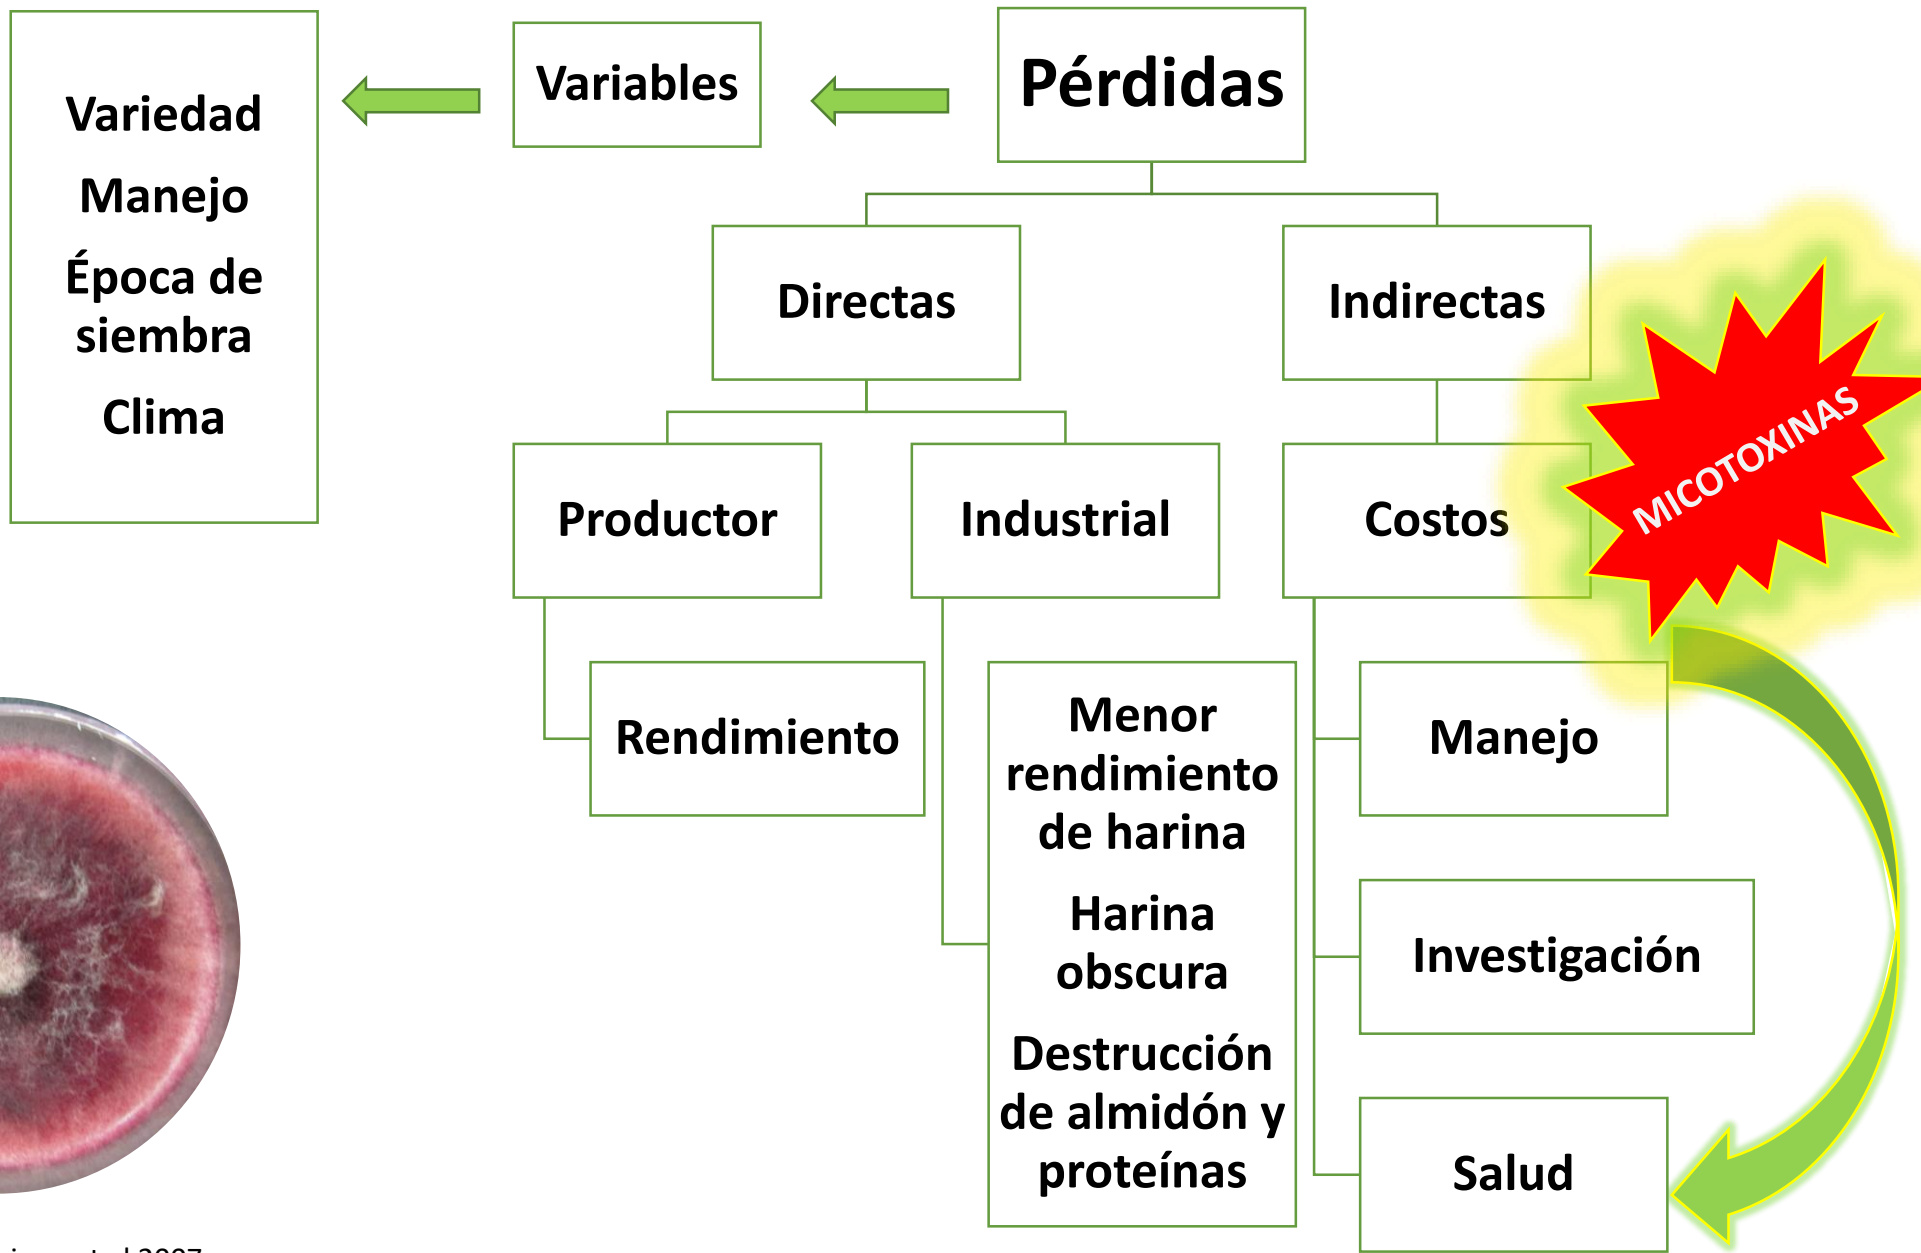 Variedad
Manejo
Época de
siembra
Clima
Variables
Pérdidas
Directas
Indirectas
MICOTOXINAS
Productor
Industrial
Costos
Rendimiento
Menor
rendimiento
de harina
Harina
obscura
Destrucción
de almidón y
proteínas
Manejo
Investigación
Salud